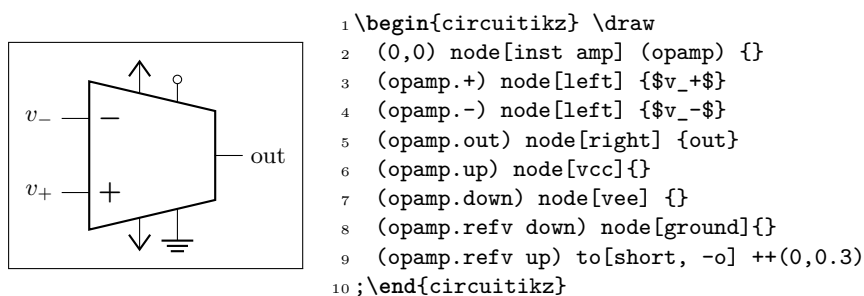 v−
v+
− 
+
out
1 \begin{circuitikz} \draw
2 (0,0) node[inst amp] (opamp) {}
3 (opamp.+) node[left] {$v_+$}
4 (opamp.-) node[left] {$v_-$}
5 (opamp.out) node[right] {out}
6 (opamp.up) node[vcc]{}
7 (opamp.down) node[vee] {}
8 (opamp.refv down) node[ground]{}
9 (opamp.refv up) to[short, -o] ++(0,0.3)
10 ;\end{circuitikz}